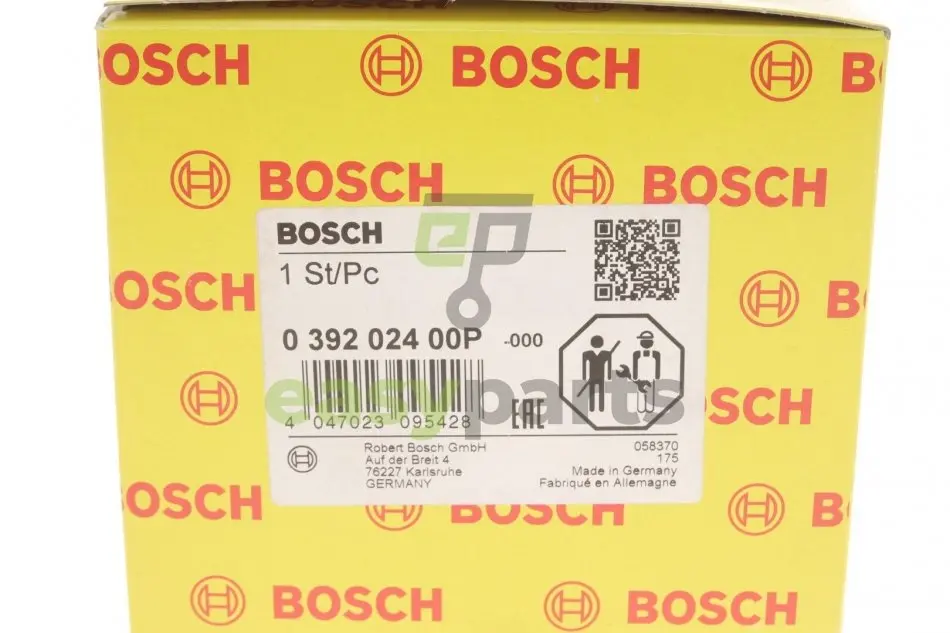 BOSCH BOSCH B
BOSCH BOSCH
BOSCH
BOSCH
1 St/Pc
0 392 024 00P -000
4 047023 095428 EAC
easyparts
OSCH
Robert Bosch GmbH
Auf der Breit 4
76227 Karlsruhe
GERMANY
058370
175
Made in Germany
Fabriqué en Allemagne
BOSCH BOSCH B
BOSCH BOSCH